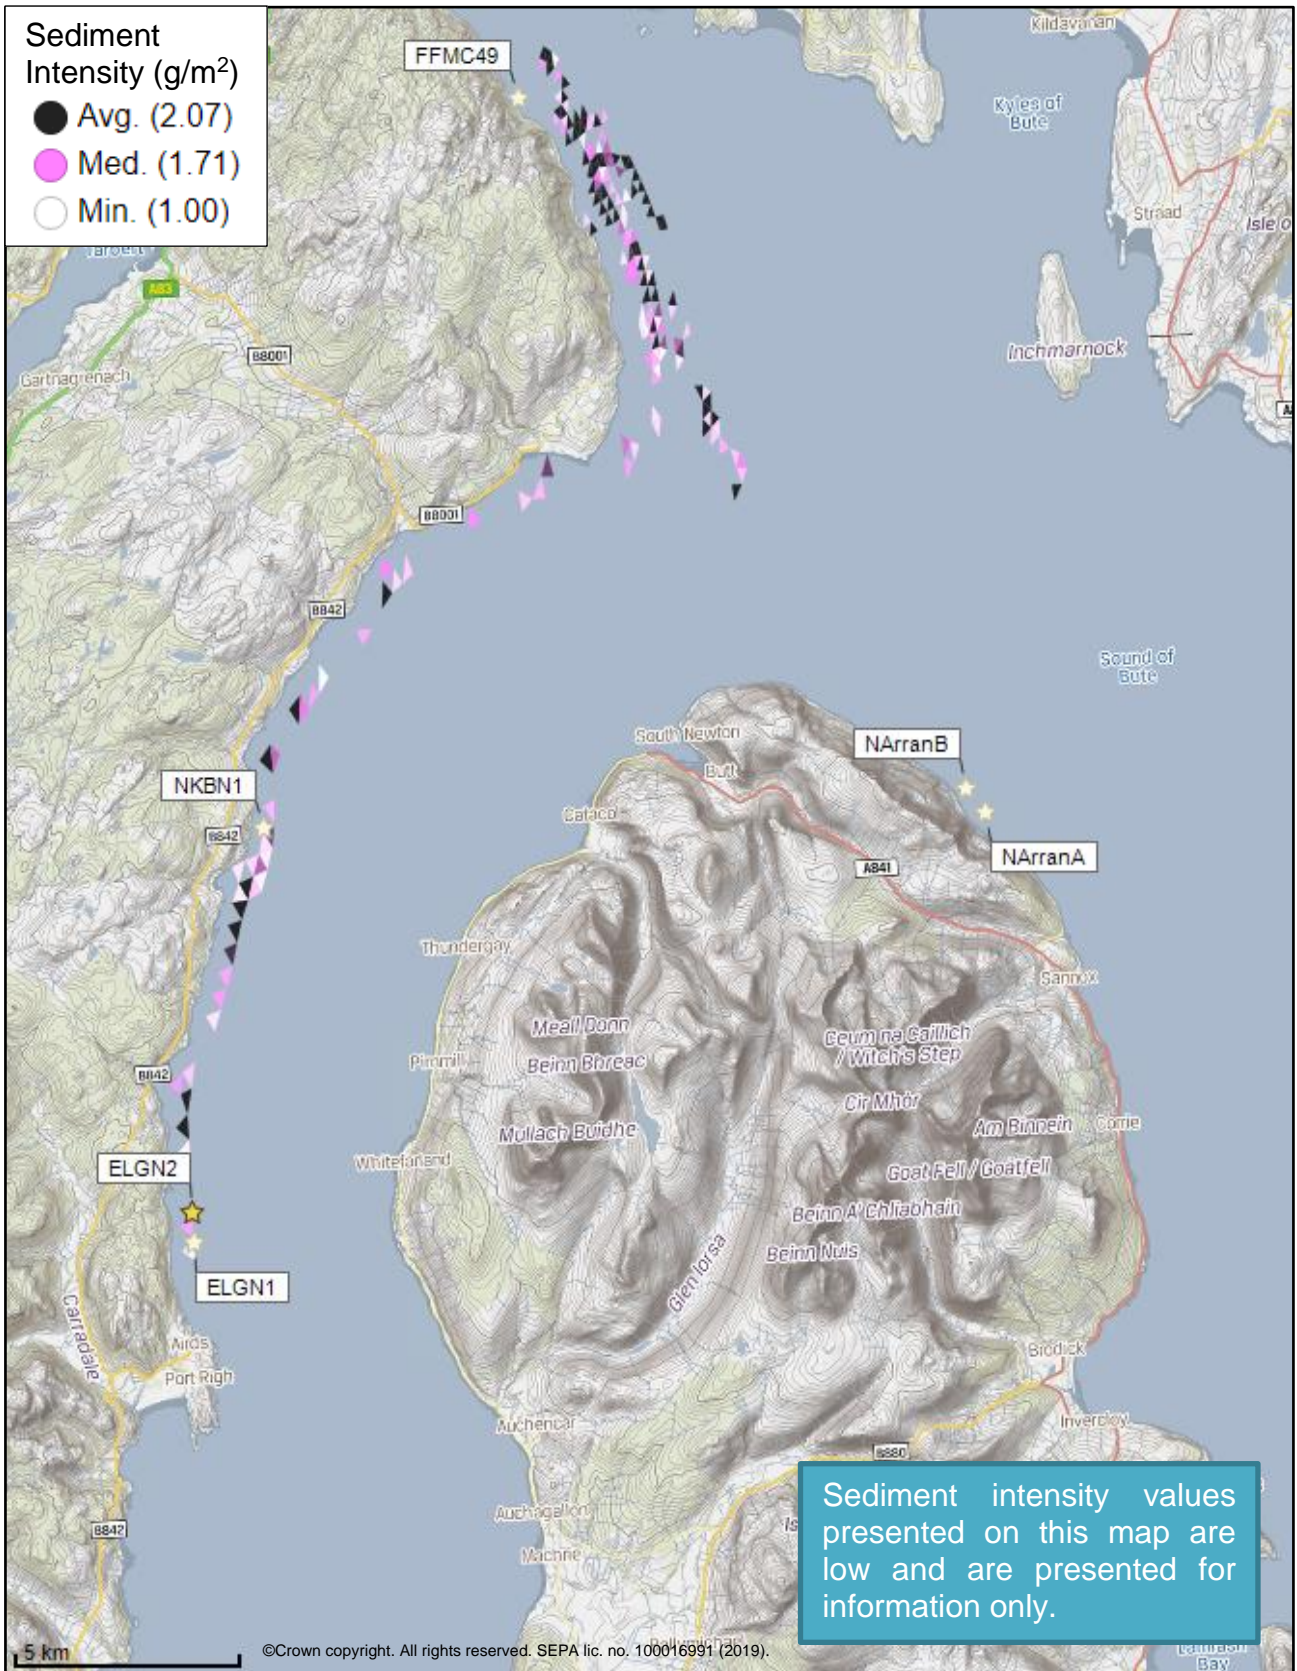 Sediment
Intensity (g/m²)
Avg. (2.07)
Med. (1.71)
Min. (1.00)
FFMC49
Kildavanan
Kyles of
Bute
Straad
Isle o
Tarbert
A83
B8001
Gartnagrenach
Inchmarnock
B8001
B842
Sound of
Bute
South Newton
Butt
NArranB
NKBN1
Catacol
B842
NArranA
A841
Thundergay
Sannox
Meall Donn
Ceum na Caillich
/ Witch's Step
Pirnmill
Beinn Bhreac
B842
Cir Mhòr
Mullach Buidhe
Am Binnein
Corrie
ELGN2
Whitefarland
Goat Fell / Goatfell
Beinn A' Chliabhain
Beinn Nuis
Glen Iorsa
ELGN1
Carradale
Airds
Port Righ
Brodick
Auchencar
Invercloy
B880
Auchagallon
B842
Machrie
Sediment intensity values
presented on this map are
low and are presented for
information only.
5 km
©Crown copyright. All rights reserved. SEPA lic. no. 100016991 (2019).
Lamlash
Bay